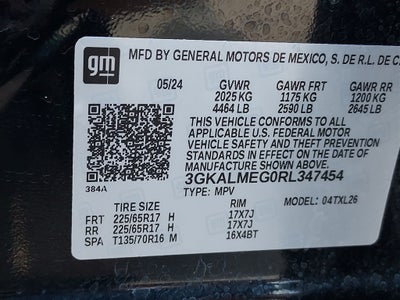 gm
MFD BY GENERAL MOTORS DE MEXICO, S. DE R.L. DE C.
05/24 GVWR GAWR FRT GAWR RR
2025 KG 1175 KG 1200 KG
4464 LB 2590 LB 2645 LB
THIS VEHICLE CONFORMS TO ALL
APPLICABLE U.S. FEDERAL MOTOR
VEHICLE SAFETY AND THEFT PREVENTION
STANDARDS IN EFFECT ON THE DATE OF
MANUFACTURE SHOWN ABOVE.
3GKALMEG0RL347454
384A
TYPE: MPV
MODEL: 04TXL26
TIRE SIZE RIM
FRT 225/65R17 H 17X7J
RR 225/65R17 H 17X7J
SPA T135/70R16 M 16X4BT